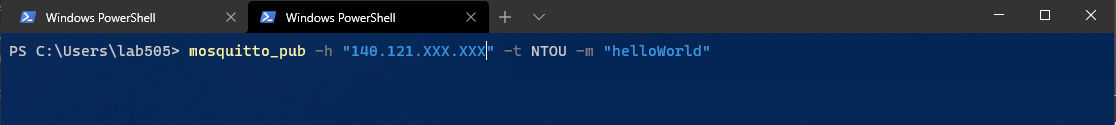 Windows PowerShell
Windows PowerShell
PS C:\Users\lab505> mosquitto_pub -h "140.121.XXX.XXX" -t NTOU -m "helloWorld"